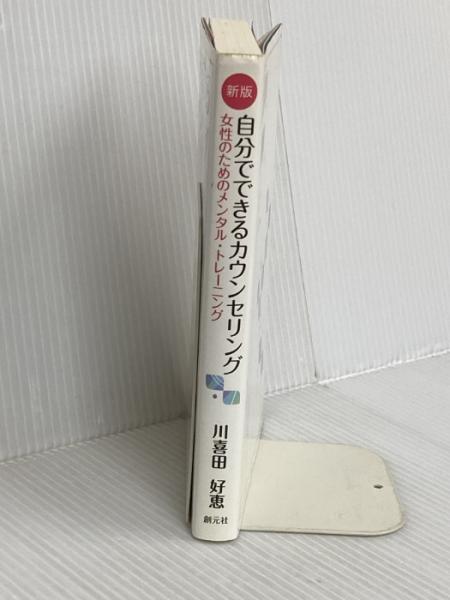 新版
自分でできるカウンセリング
女性のためのメンタル・トレーニング
川喜田 好恵
創元社